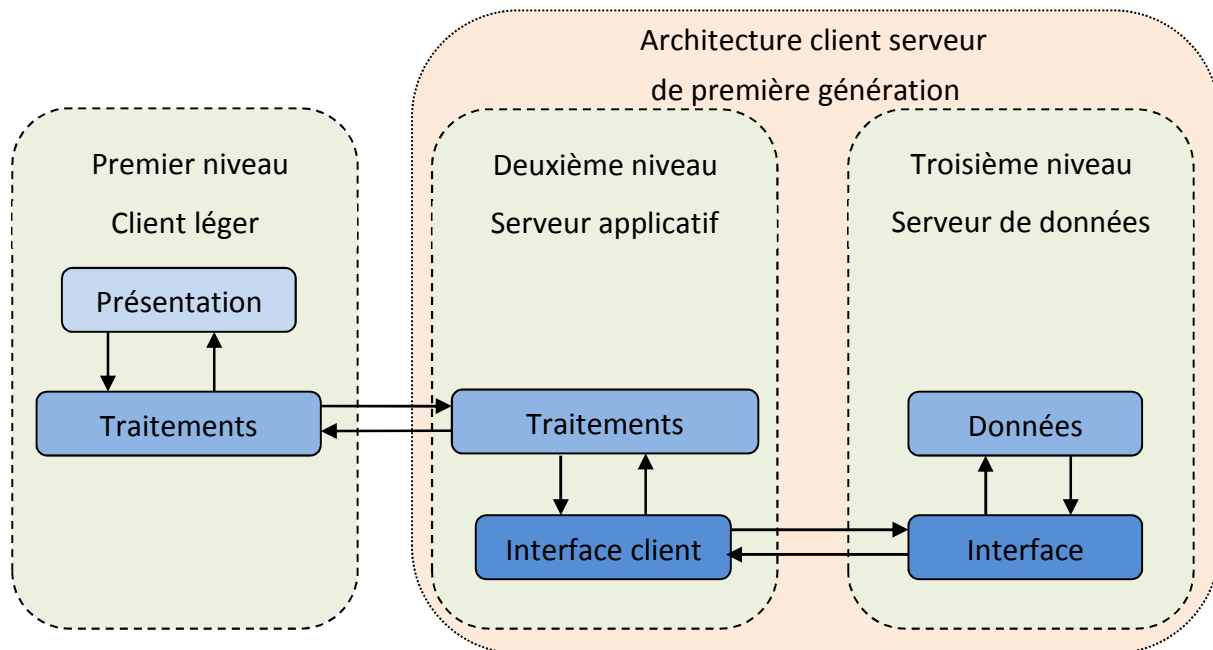 Architecture client serveur
de première génération
Premier niveau
Client léger
Présentation
Traitements
Deuxième niveau
Serveur applicatif
Traitements
Interface client
Troisième niveau
Serveur de données
Données
Interface